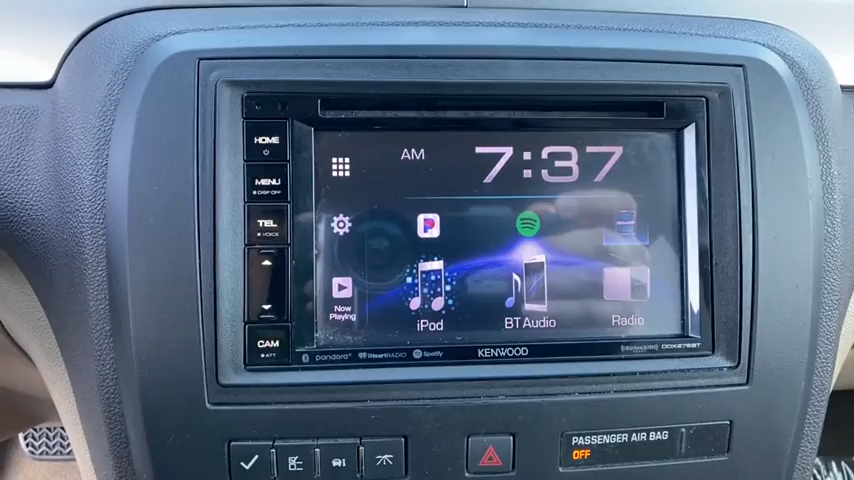 HOME
AM
7:37
MENU
DISP OFF
TEL
VOICE
Now
Playing
iPod
BT Audio
Radio
CAM
ATT
pandora
iHeartRADIO
Spotify
KENWOOD
DDX276BT
PASSENGER AIR BAG
OFF